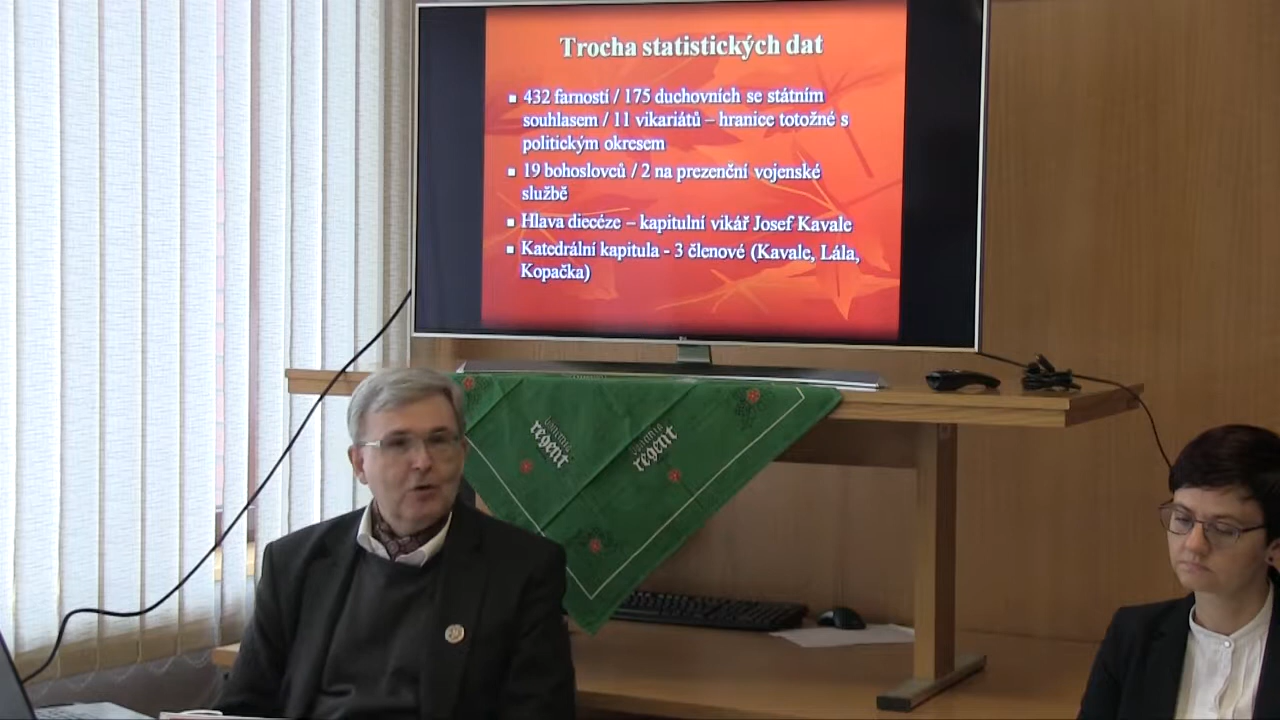 Trocha statistických dat
432 farností / 175 duchovních se státním
souhlasem / 11 vikariátů – hranice totožné s
politickým okresem
19 bohoslovců / 2 na prezenční vojenské
službě
Hlava diecéze – kapitulní vikář Josef Kavale
Katedrální kapitula - 3 členové (Kavale, Lála,
Kopačka)
regent
regent